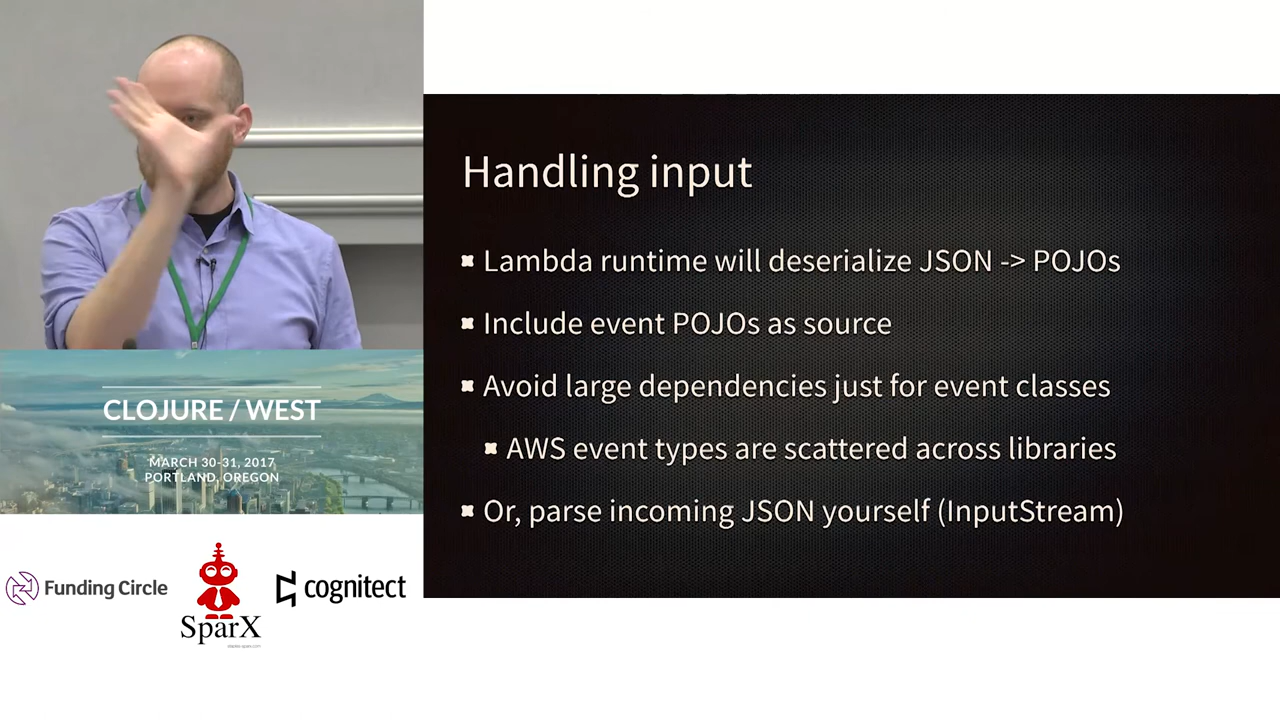 Handling input
Lambda runtime will deserialize JSON -> POJOs
Include event POJOs as source
Avoid large dependencies just for event classes
AWS event types are scattered across libraries
Or, parse incoming JSON yourself (InputStream)
CLOJURE / WEST
MARCH 30-31, 2017
PORTLAND, OREGON
Funding Circle
SparX
cognitect